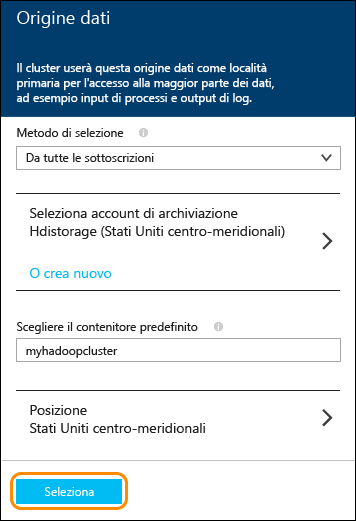 Origine dati
Il cluster userà questa origine dati come località
primaria per l'accesso alla maggior parte dei dati,
ad esempio input di processi e output di log.
Metodo di selezione
Da tutte le sottoscrizioni
Seleziona account di archiviazione
Hdistorage (Stati Uniti centro-meridionali)
O crea nuovo
Scegliere il contenitore predefinito
myhadoopcluster
Posizione
Stati Uniti centro-meridionali
Seleziona